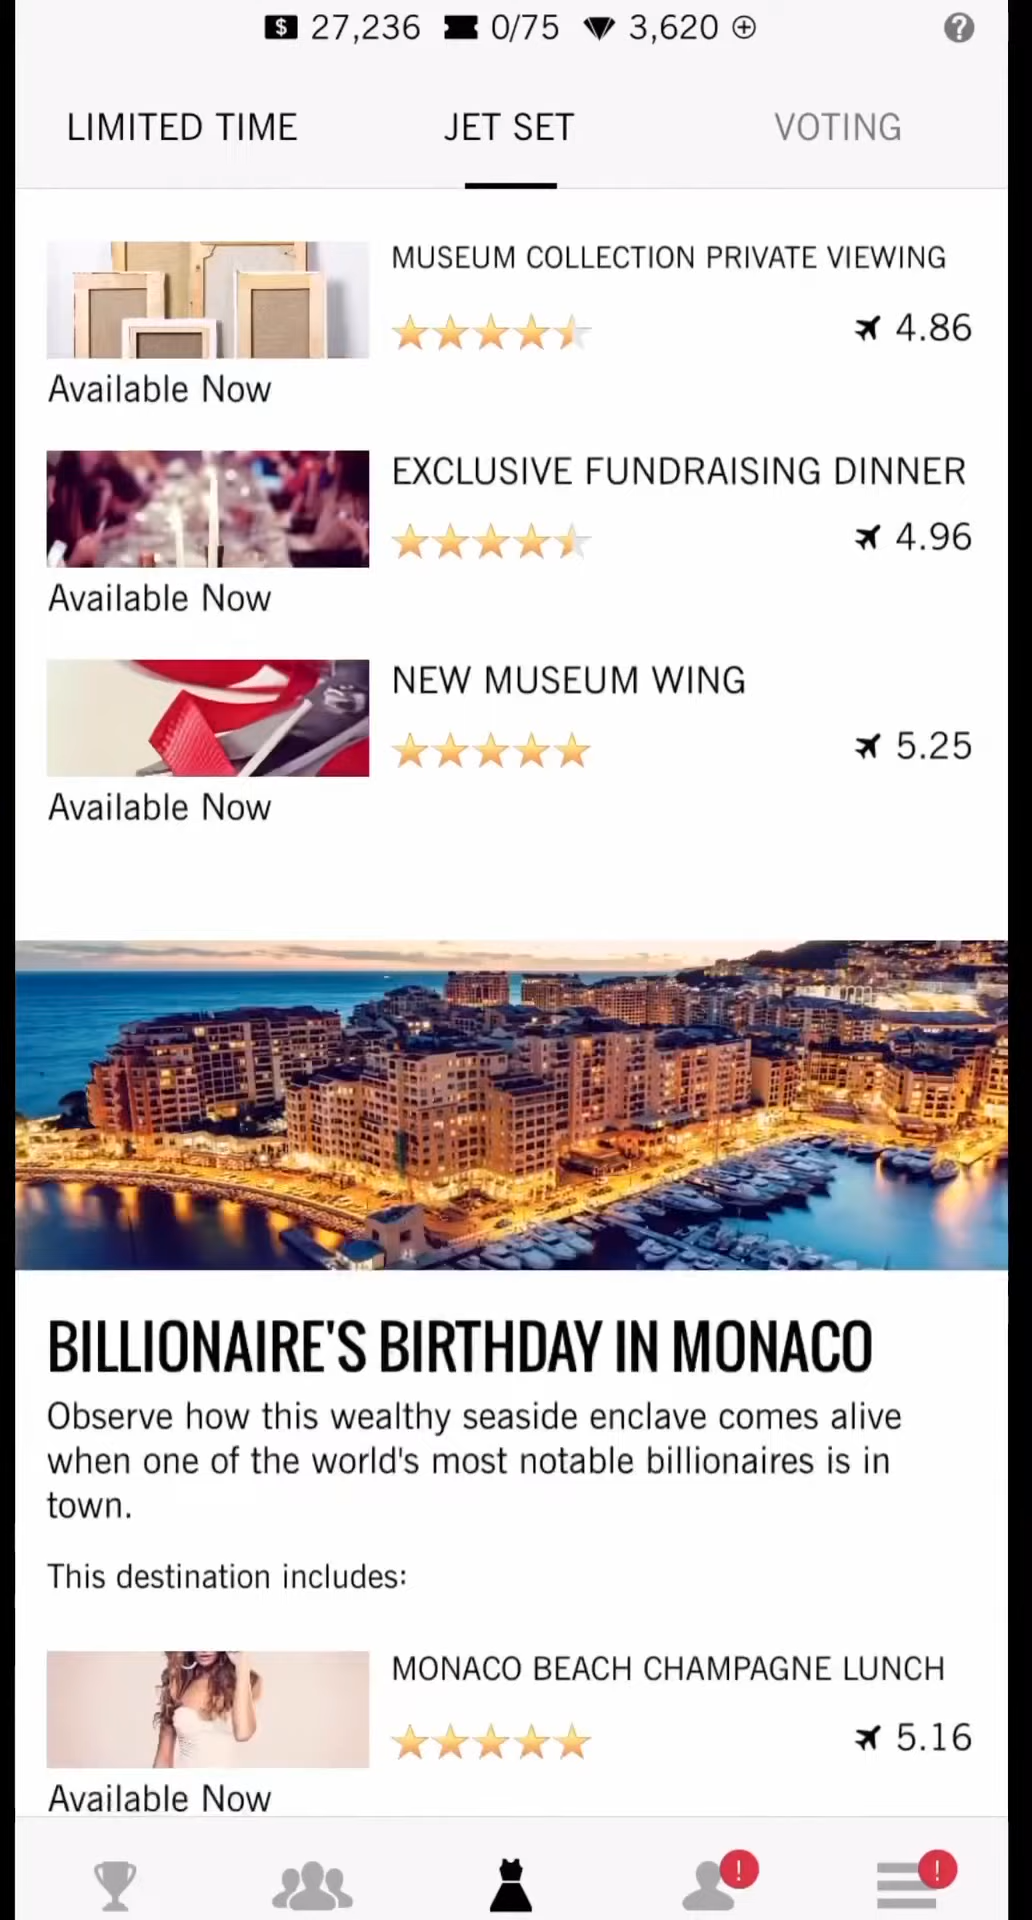 $ 27,236 0/75 3,620 ?
LIMITED TIME JET SET VOTING
MUSEUM COLLECTION PRIVATE VIEWING
4.86
Available Now
EXCLUSIVE FUNDRAISING DINNER
4.96
Available Now
NEW MUSEUM WING
5.25
Available Now
BILLIONAIRE'S BIRTHDAY IN MONACO
Observe how this wealthy seaside enclave comes alive
when one of the world's most notable billionaires is in
town.
This destination includes:
MONACO BEACH CHAMPAGNE LUNCH
5.16
Available Now
! !